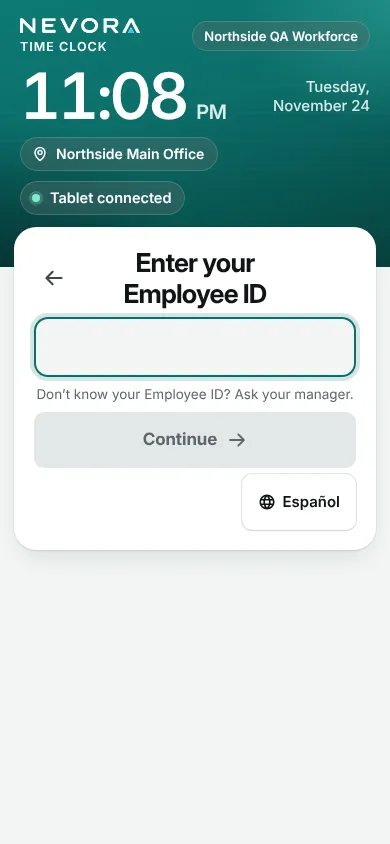 NEVORA
TIME CLOCK
Northside QA Workforce
11:08 PM
Tuesday,
November 24
Northside Main Office
Tablet connected
Enter your
Employee ID
Don’t know your Employee ID? Ask your manager.
Continue
Español